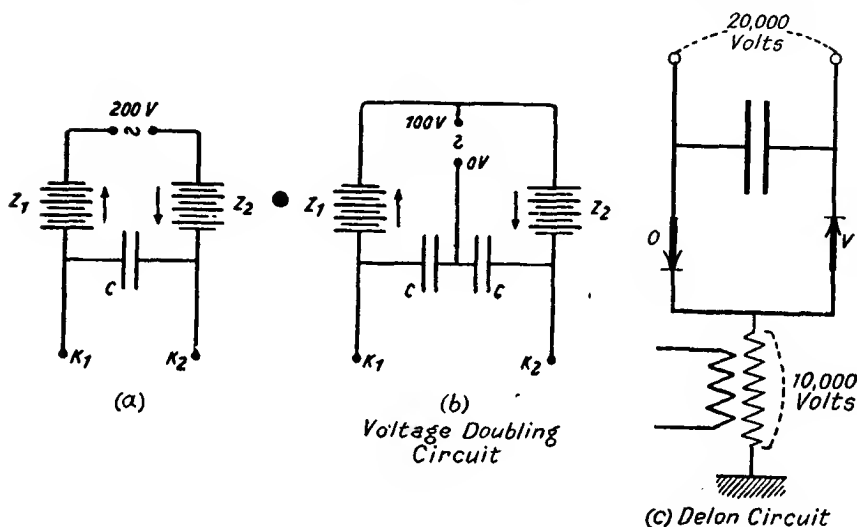 200 V
~
Z1
Z2
C
K1
K2
(a)
100V
~
0V
Z1
Z2
C
C
K1
K2
(b)
Voltage Doubling
Circuit
20,000
Volts
O
V
10,000
Volts
(c) Delon Circuit